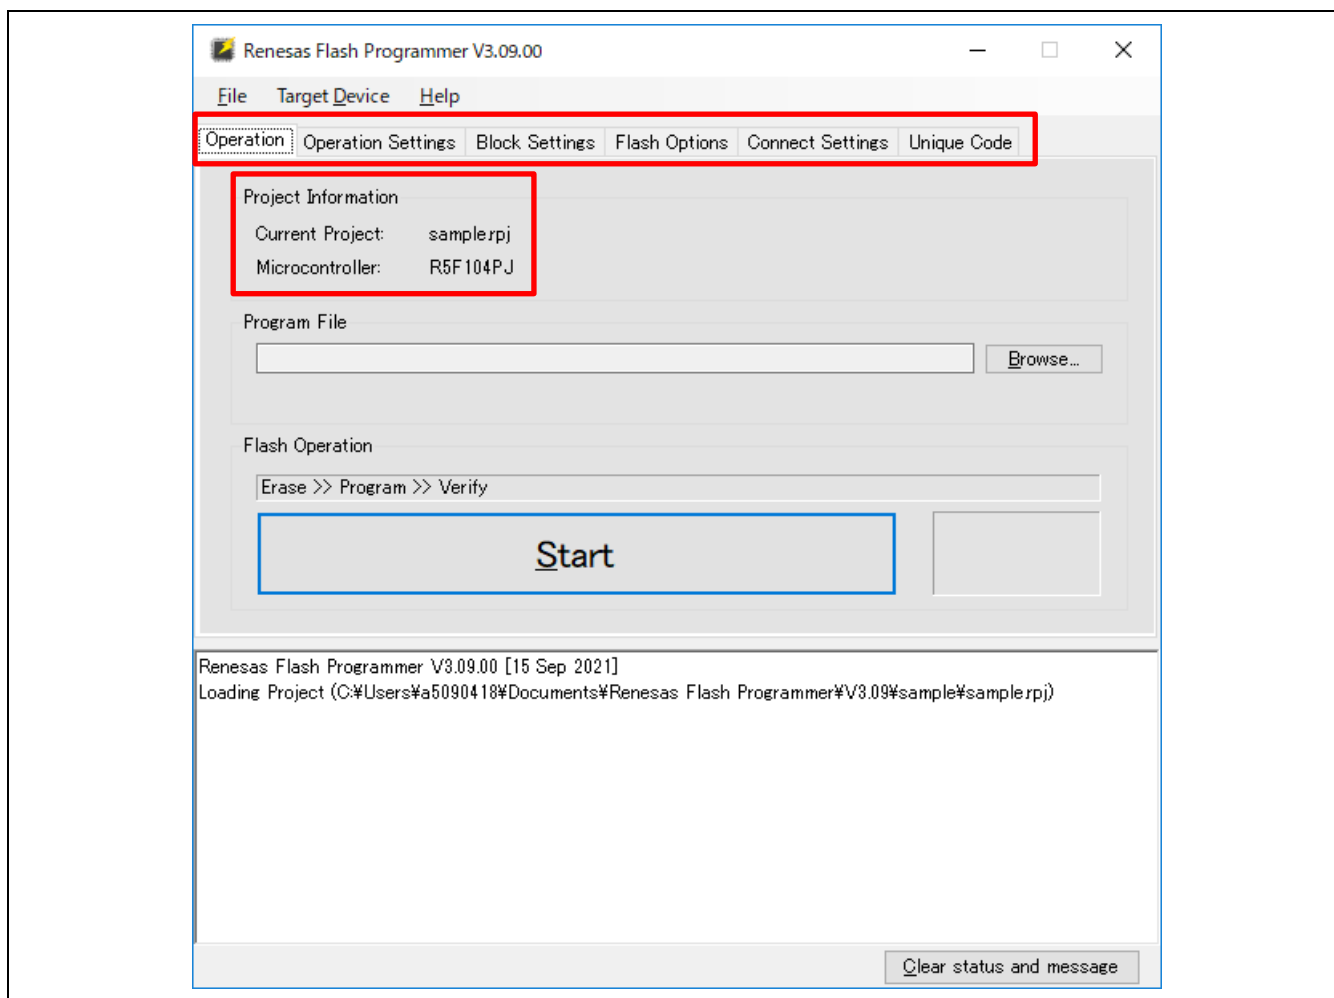 Renesas Flash Programmer V3.09.00
File Target Device Help
Operation Operation Settings Block Settings Flash Options Connect Settings Unique Code
Project Information
Current Project: sample.rpj
Microcontroller: R5F104PJ
Program File
Browse...
Flash Operation
Erase >> Program >> Verify
Start
Renesas Flash Programmer V3.09.00 [15 Sep 2021]
Loading Project (C:¥Users¥a5090418¥Documents¥Renesas Flash Programmer¥V3.09¥sample¥sample.rpj)
Clear status and message